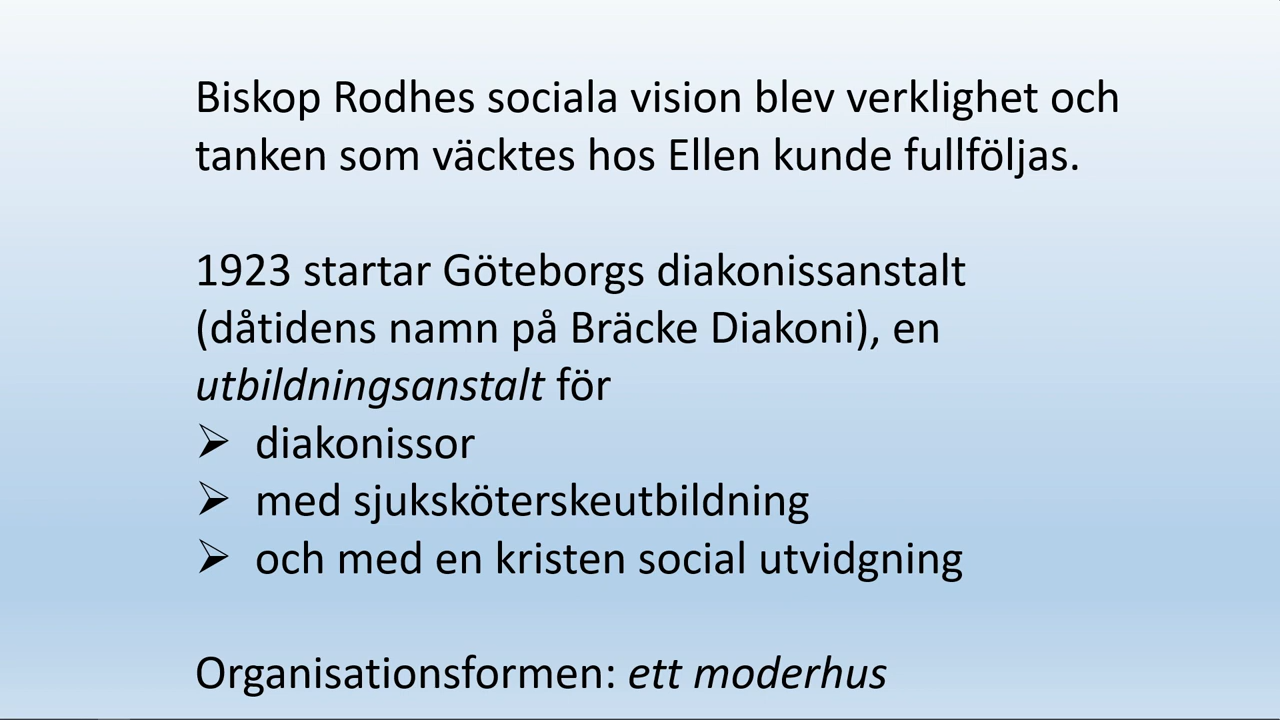 Biskop Rodhes sociala vision blev verklighet och
tanken som väcktes hos Ellen kunde fullföljas.
1923 startar Göteborgs diakonissanstalt
(dåtidens namn på Bräcke Diakoni), en
utbildningsanstalt för
➢ diakonissor
➢ med sjuksköterskeutbildning
➢ och med en kristen social utvidgning
Organisationsformen: ett moderhus